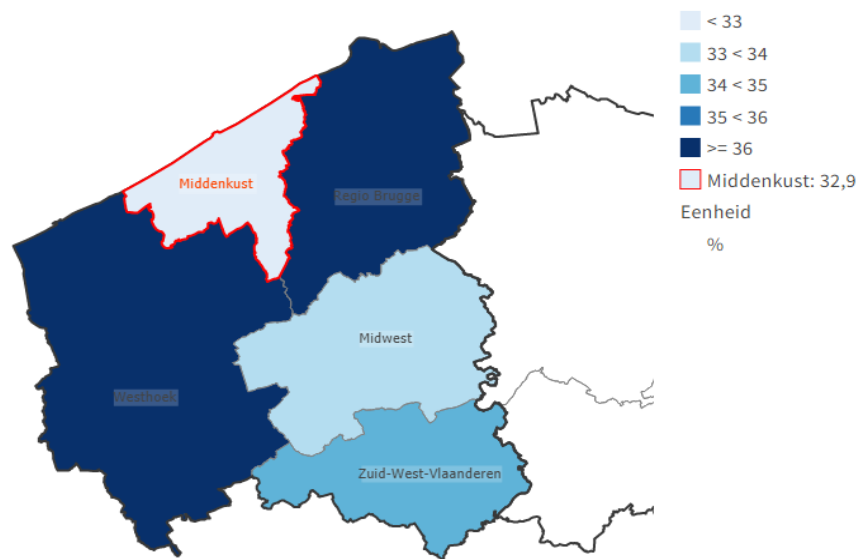 < 33
33 < 34
34 < 35
35 < 36
>= 36
Middenkust: 32,9
Eenheid
%
Middenkust
Regio Brugge
Midwest
Westhoek
Zuid-West-Vlaanderen